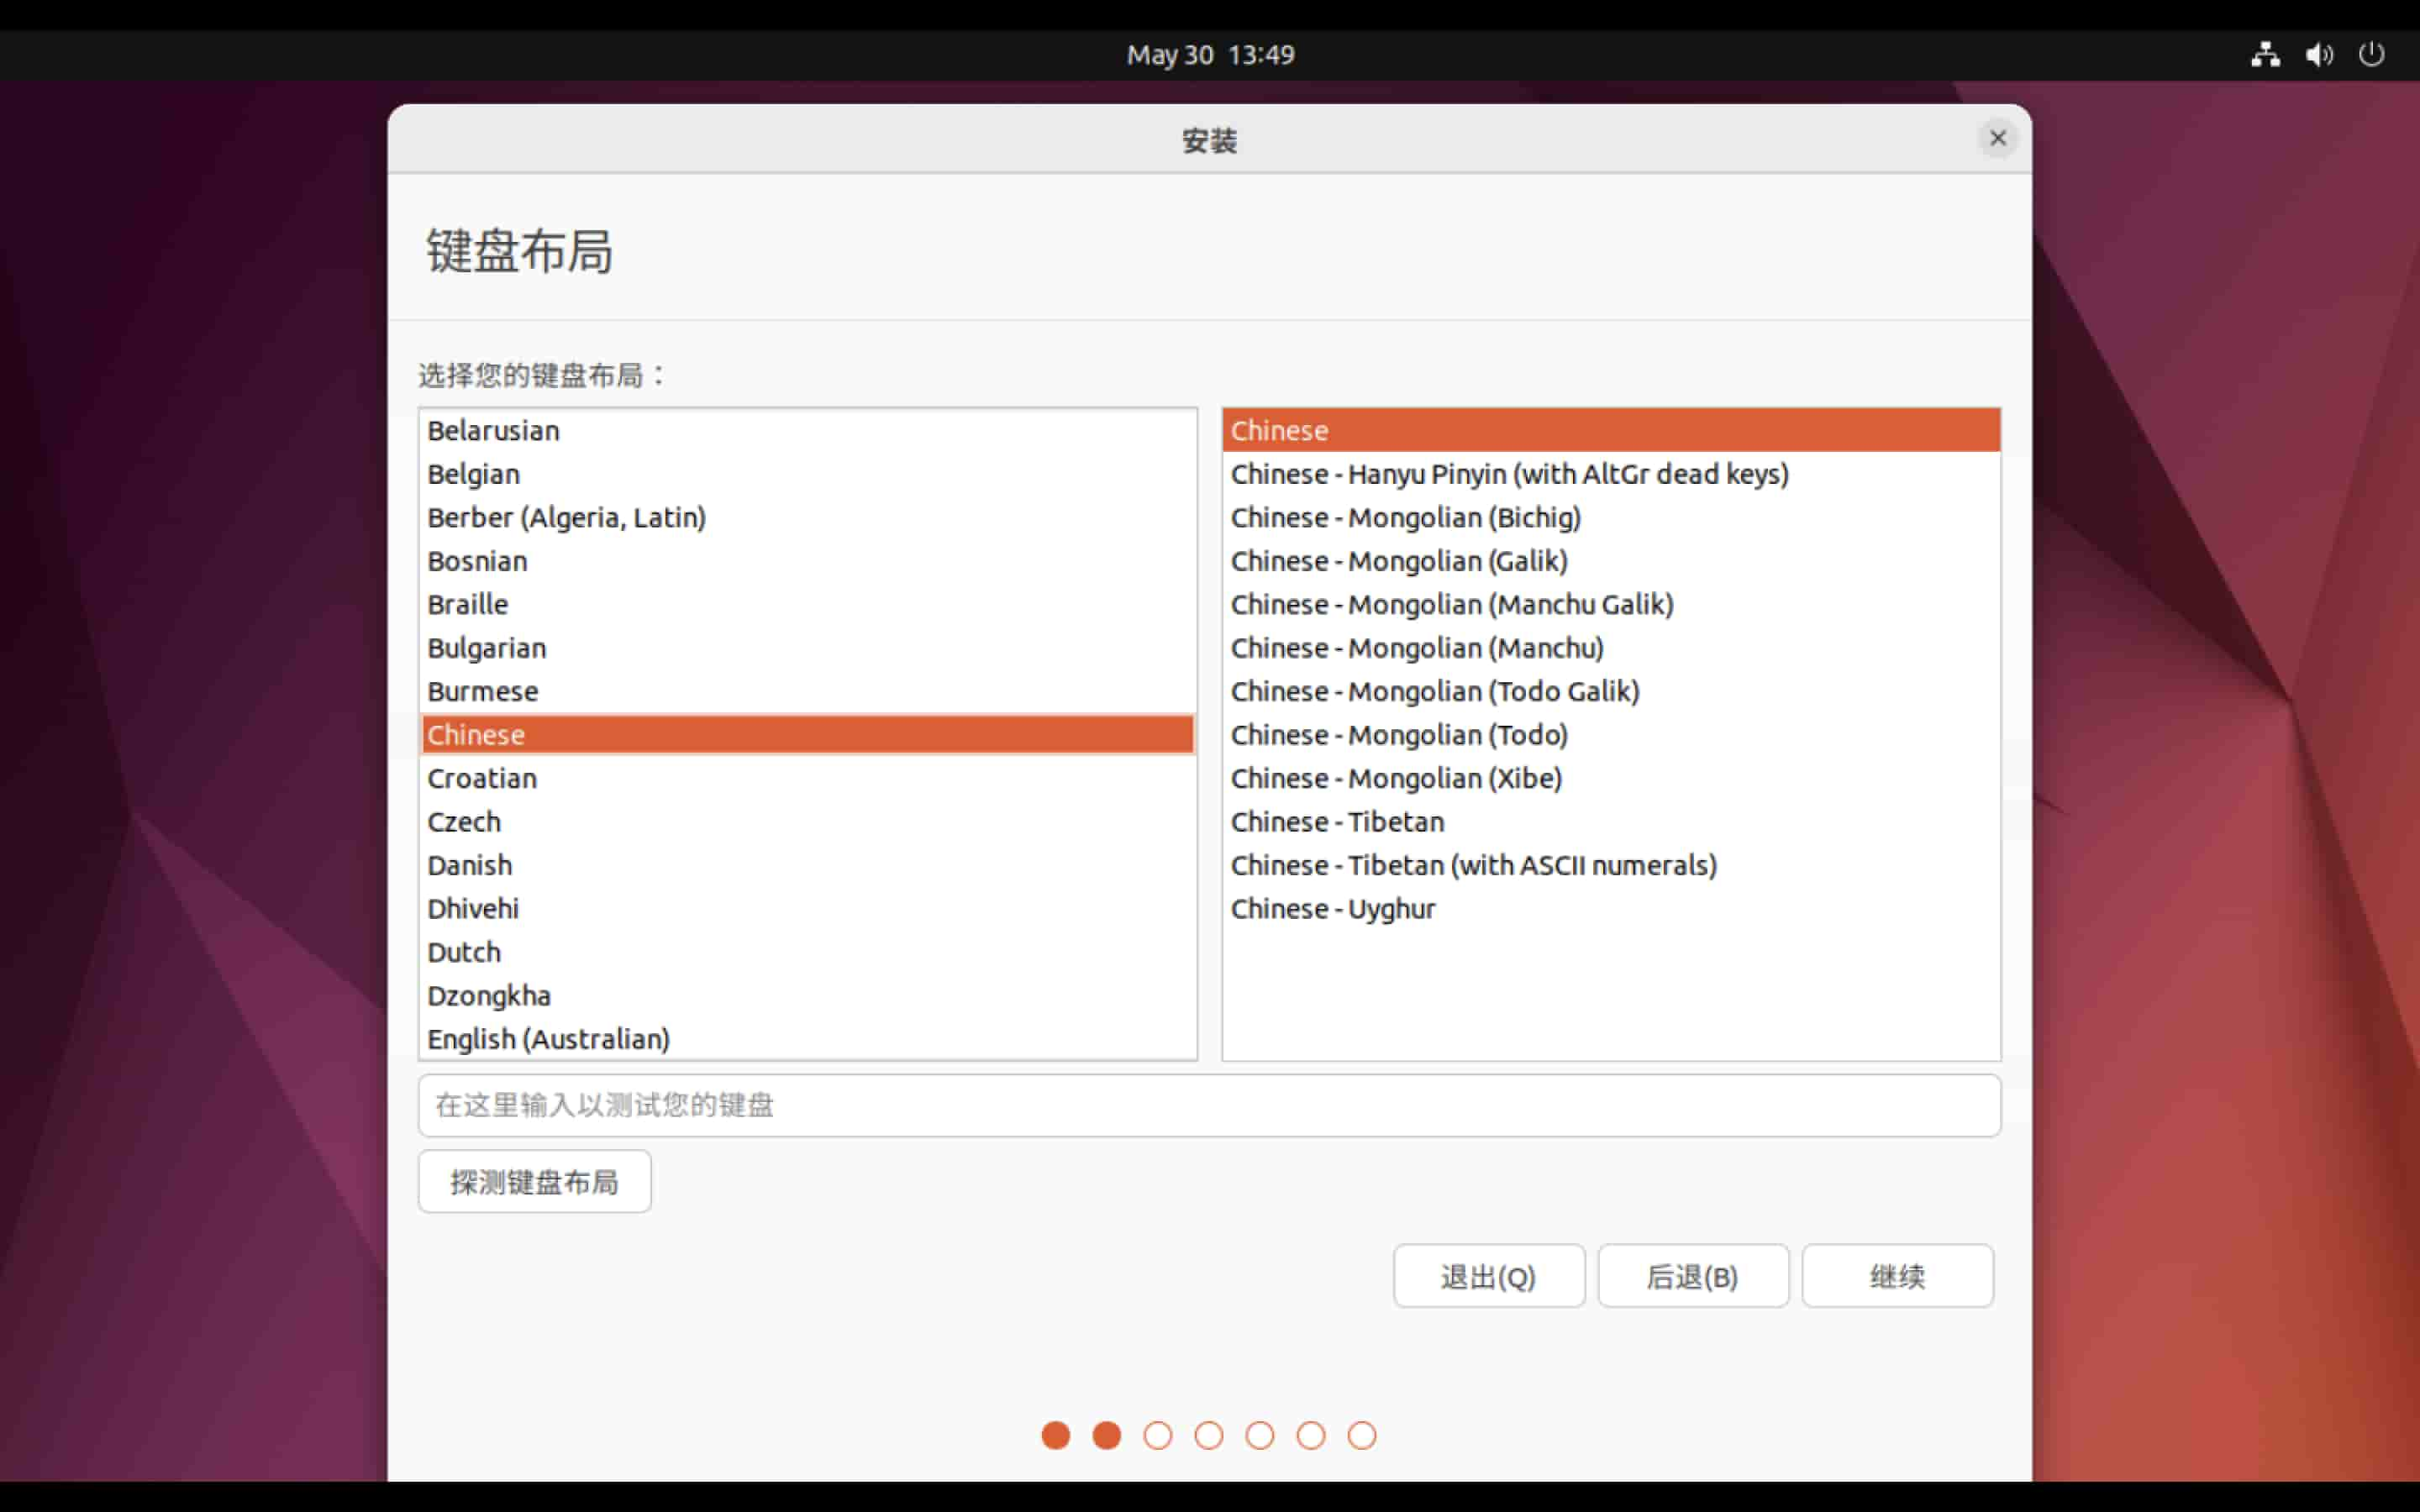 May 30 13:49
安装
键盘布局
选择您的键盘布局：
Belarusian
Belgian
Berber (Algeria, Latin)
Bosnian
Braille
Bulgarian
Burmese
Chinese
Croatian
Czech
Danish
Dhivehi
Dutch
Dzongkha
English (Australian)
Chinese
Chinese - Hanyu Pinyin (with AltGr dead keys)
Chinese - Mongolian (Bichig)
Chinese - Mongolian (Galik)
Chinese - Mongolian (Manchu Galik)
Chinese - Mongolian (Manchu)
Chinese - Mongolian (Todo Galik)
Chinese - Mongolian (Todo)
Chinese - Mongolian (Xibe)
Chinese - Tibetan
Chinese - Tibetan (with ASCII numerals)
Chinese - Uyghur
在这里输入以测试您的键盘
探测键盘布局
退出(Q)
后退(B)
继续